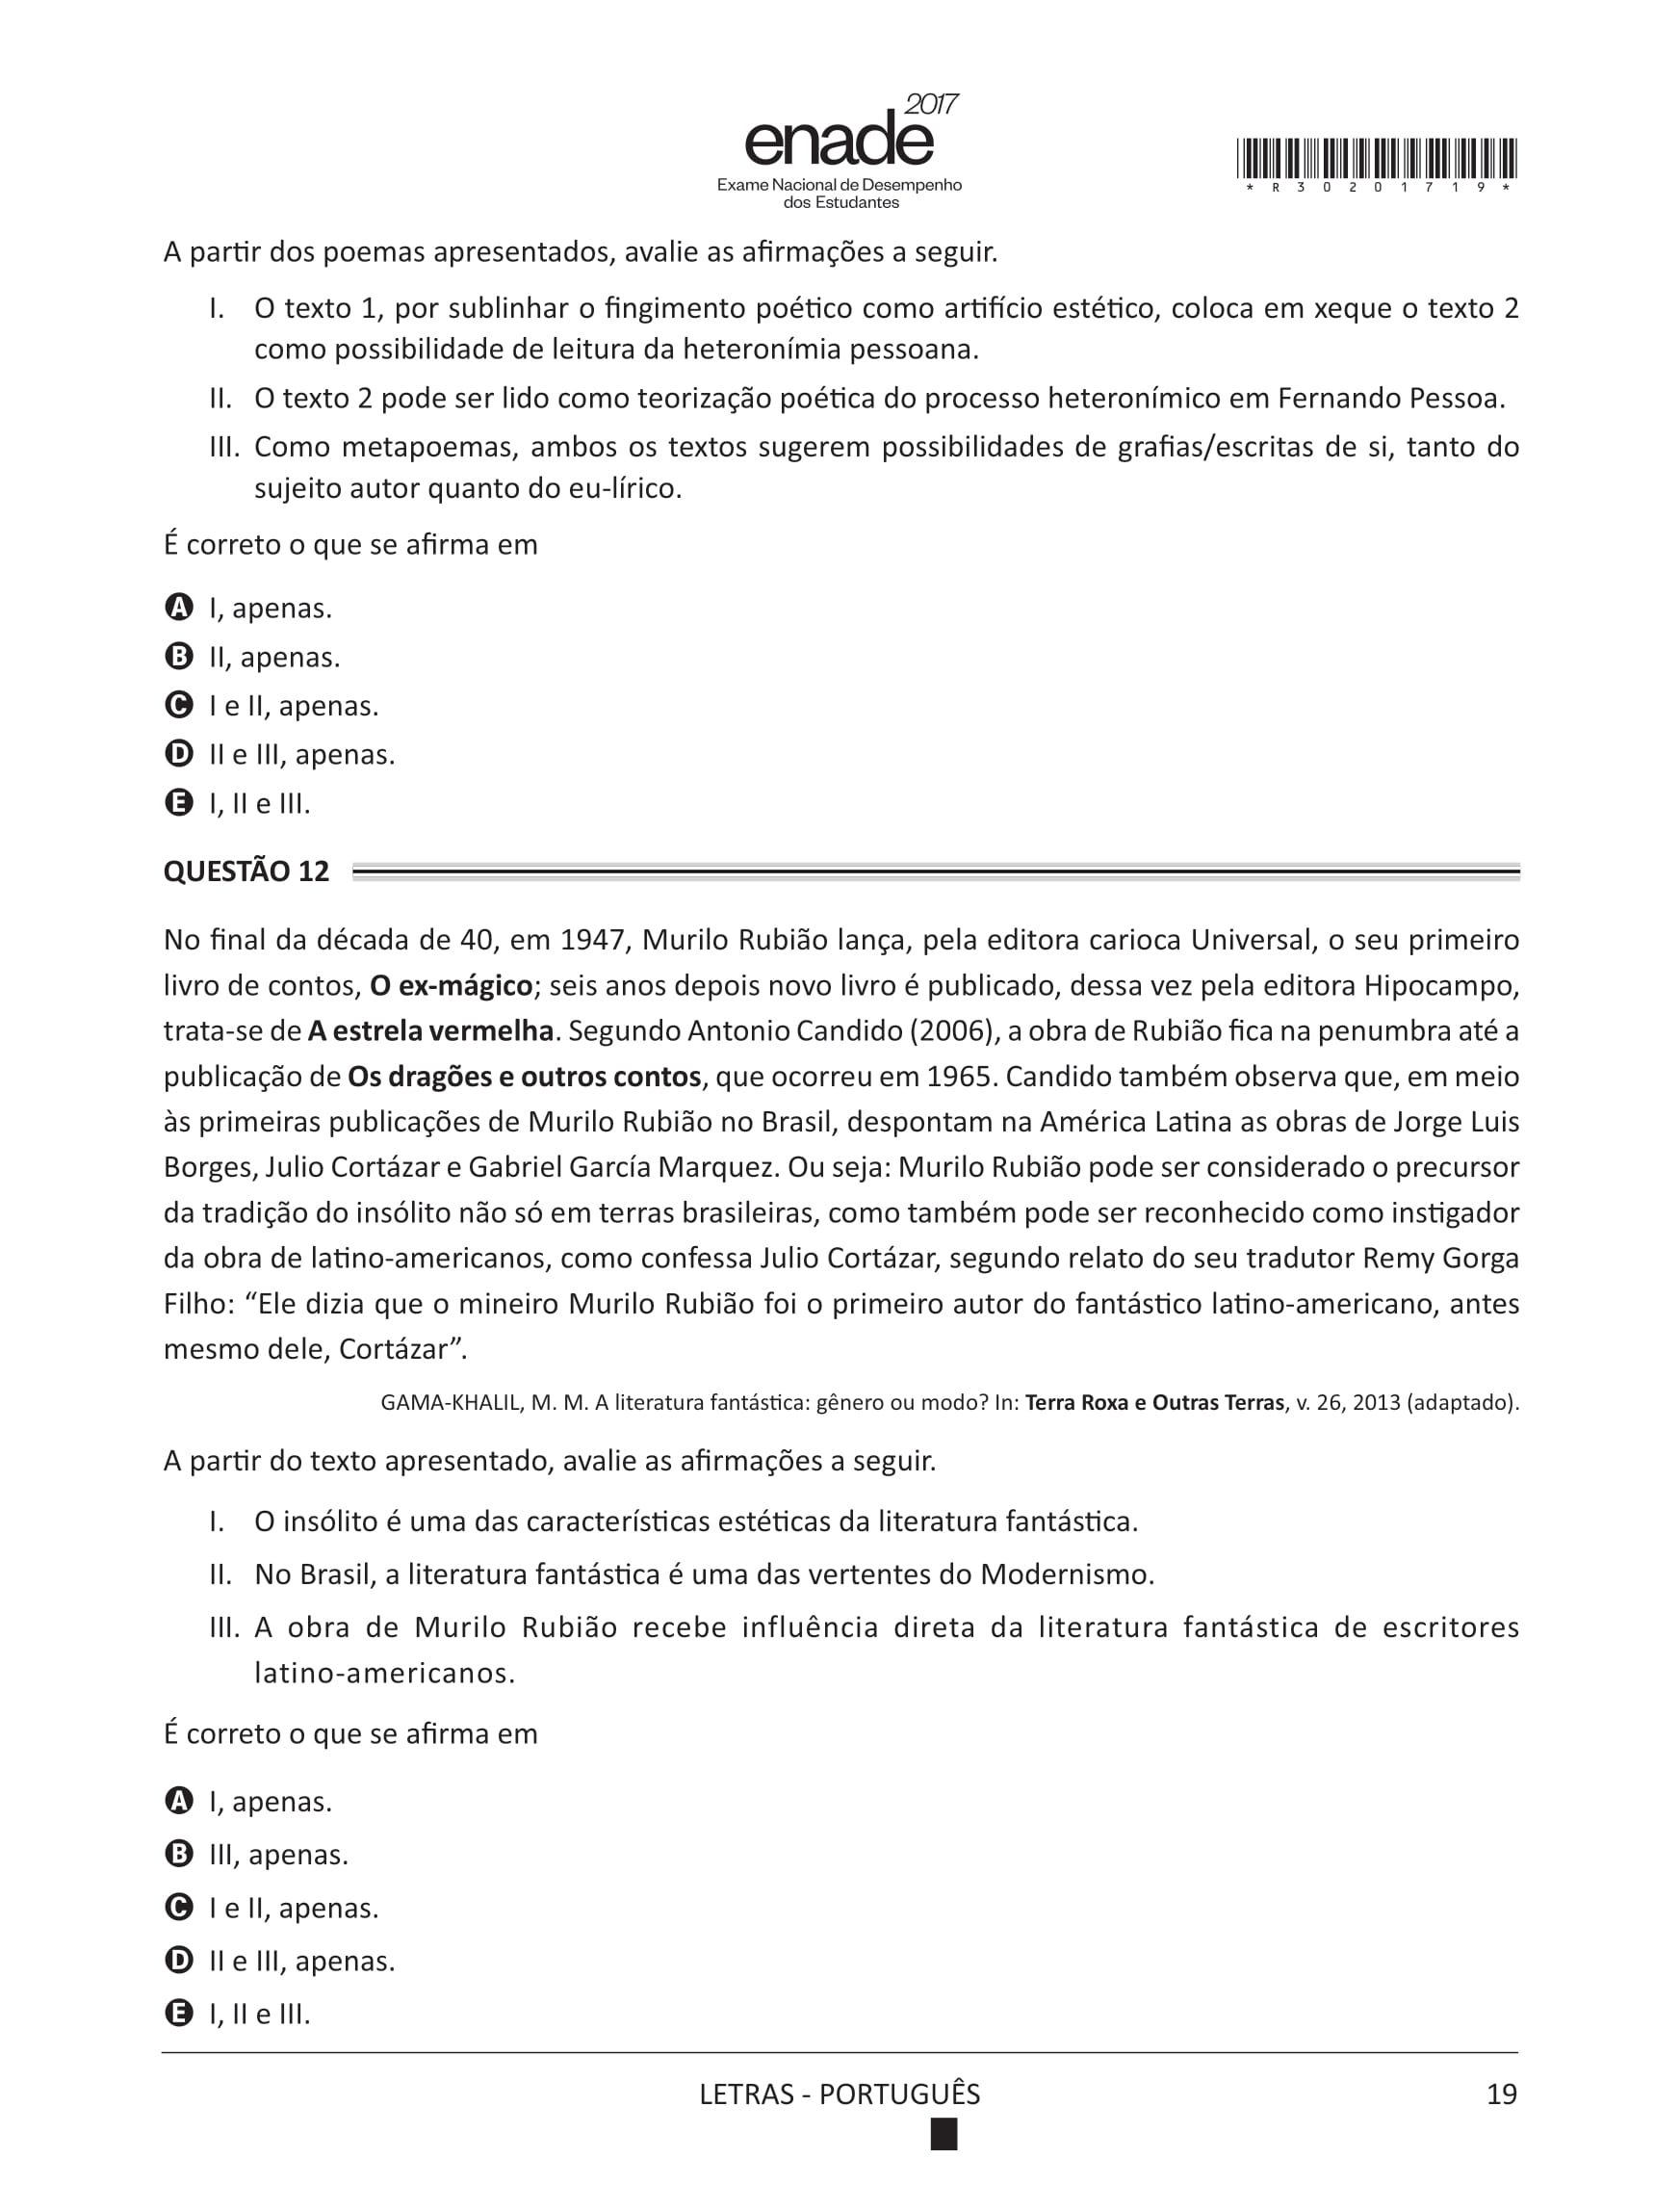 2017
enade
Exame Nacional de Desempenho
dos Estudantes
* R 3 0 2 0 1 7 1 9 *
A partir dos poemas apresentados, avalie as afirmações a seguir.
I. O texto 1, por sublinhar o fingimento poético como artifício estético, coloca em xeque o texto 2
como possibilidade de leitura da heteronímia pessoana.
II. O texto 2 pode ser lido como teorização poética do processo heteronímico em Fernando Pessoa.
III. Como metapoemas, ambos os textos sugerem possibilidades de grafias/escritas de si, tanto do
sujeito autor quanto do eu-lírico.
É correto o que se afirma em
A I, apenas.
B II, apenas.
C I e II, apenas.
D II e III, apenas.
E I, II e III.
QUESTÃO 12
No final da década de 40, em 1947, Murilo Rubião lança, pela editora carioca Universal, o seu primeiro
livro de contos, O ex-mágico; seis anos depois novo livro é publicado, dessa vez pela editora Hipocampo,
trata-se de A estrela vermelha. Segundo Antonio Candido (2006), a obra de Rubião fica na penumbra até a
publicação de Os dragões e outros contos, que ocorreu em 1965. Candido também observa que, em meio
às primeiras publicações de Murilo Rubião no Brasil, despontam na América Latina as obras de Jorge Luis
Borges, Julio Cortázar e Gabriel García Marquez. Ou seja: Murilo Rubião pode ser considerado o precursor
da tradição do insólito não só em terras brasileiras, como também pode ser reconhecido como instigador
da obra de latino-americanos, como confessa Julio Cortázar, segundo relato do seu tradutor Remy Gorga
Filho: “Ele dizia que o mineiro Murilo Rubião foi o primeiro autor do fantástico latino-americano, antes
mesmo dele, Cortázar”.
GAMA-KHALIL, M. M. A literatura fantástica: gênero ou modo? In: Terra Roxa e Outras Terras, v. 26, 2013 (adaptado).
A partir do texto apresentado, avalie as afirmações a seguir.
I. O insólito é uma das características estéticas da literatura fantástica.
II. No Brasil, a literatura fantástica é uma das vertentes do Modernismo.
III. A obra de Murilo Rubião recebe influência direta da literatura fantástica de escritores
latino-americanos.
É correto o que se afirma em
A I, apenas.
B III, apenas.
C I e II, apenas.
D II e III, apenas.
E I, II e III.
LETRAS - PORTUGUÊS
19